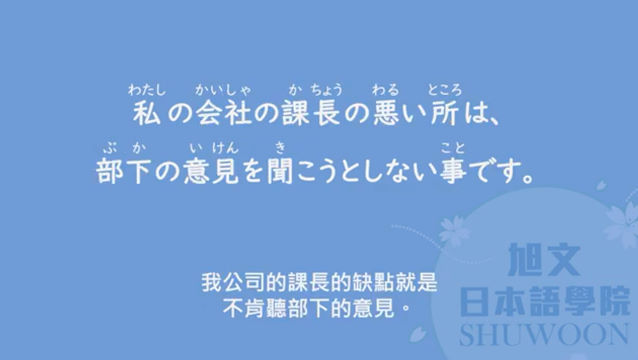 わたし かいしゃ かちょう わる ところ
私の会社の課長の悪い所は、
ぶか いけん き こと
部下の意見を聞こうとしない事です。
我公司的課長的缺點就是
不肯聽部下的意見。
旭文
日本語學院
SHUWOON